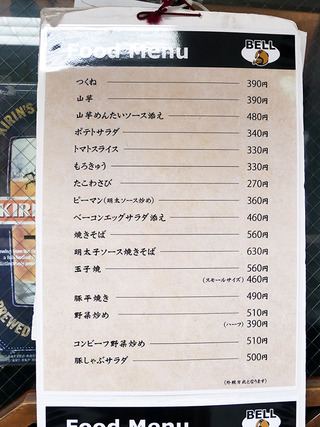 Food Menu
BELL
つくね 390円
山芋 390円
山芋めんたいソース添え 480円
ポテトサラダ 340円
トマトスライス 330円
もろきゅう 330円
たこわさび 270円
ピーマン(明太ソース炒め) 360円
ベーコンエッグサラダ添え 460円
焼きそば 560円
明太子ソース焼きそば 630円
玉子焼 560円
(スモールサイズ) 460円
豚平焼き 490円
野菜炒め 510円
(ハーフ) 390円
コンビーフ野菜炒め 510円
豚しゃぶサラダ 500円
Food Menu
BELL